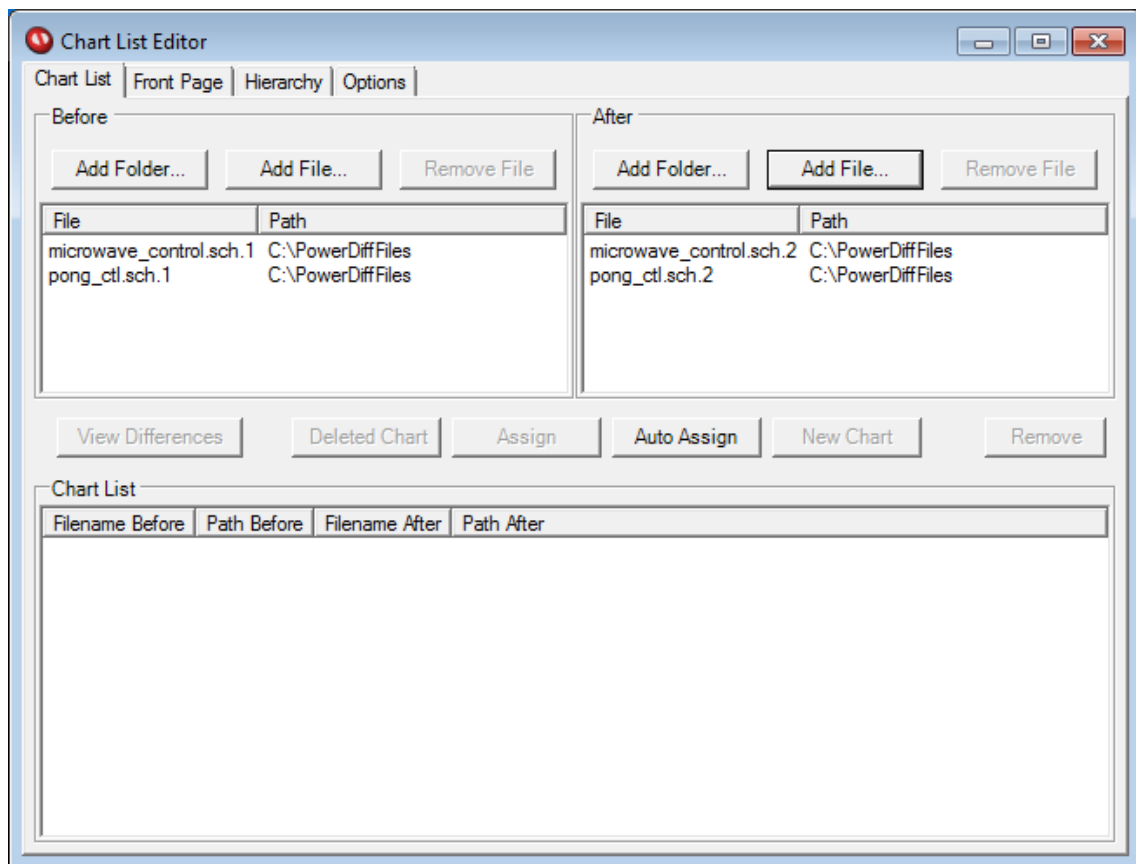 Chart List Editor
Chart List Front Page Hierarchy Options
Before
Add Folder... Add File... Remove File
File Path
microwave_control.sch.1 C:\PowerDiffFiles
pong_ctl.sch.1 C:\PowerDiffFiles
After
Add Folder... Add File... Remove File
File Path
microwave_control.sch.2 C:\PowerDiffFiles
pong_ctl.sch.2 C:\PowerDiffFiles
View Differences Deleted Chart Assign Auto Assign New Chart Remove
Chart List
Filename Before Path Before Filename After Path After